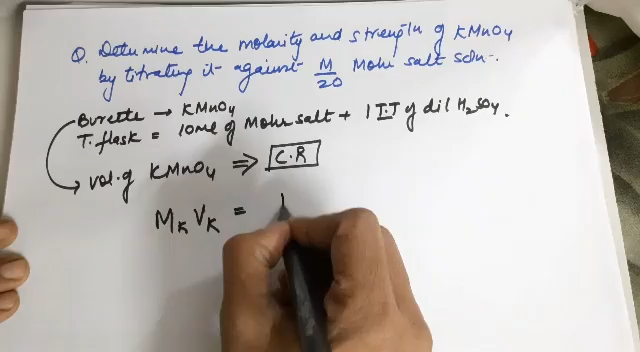 Q. Determine the molarity and strength of KMnO4
by titrating it against M/20 Mohr salt soln.
Burette → KMnO4
T. flask = 10ml of Mohr salt + 1 T.T of dil H2SO4.
Vol. of KMnO4 ⇒ C.R
MK VK =